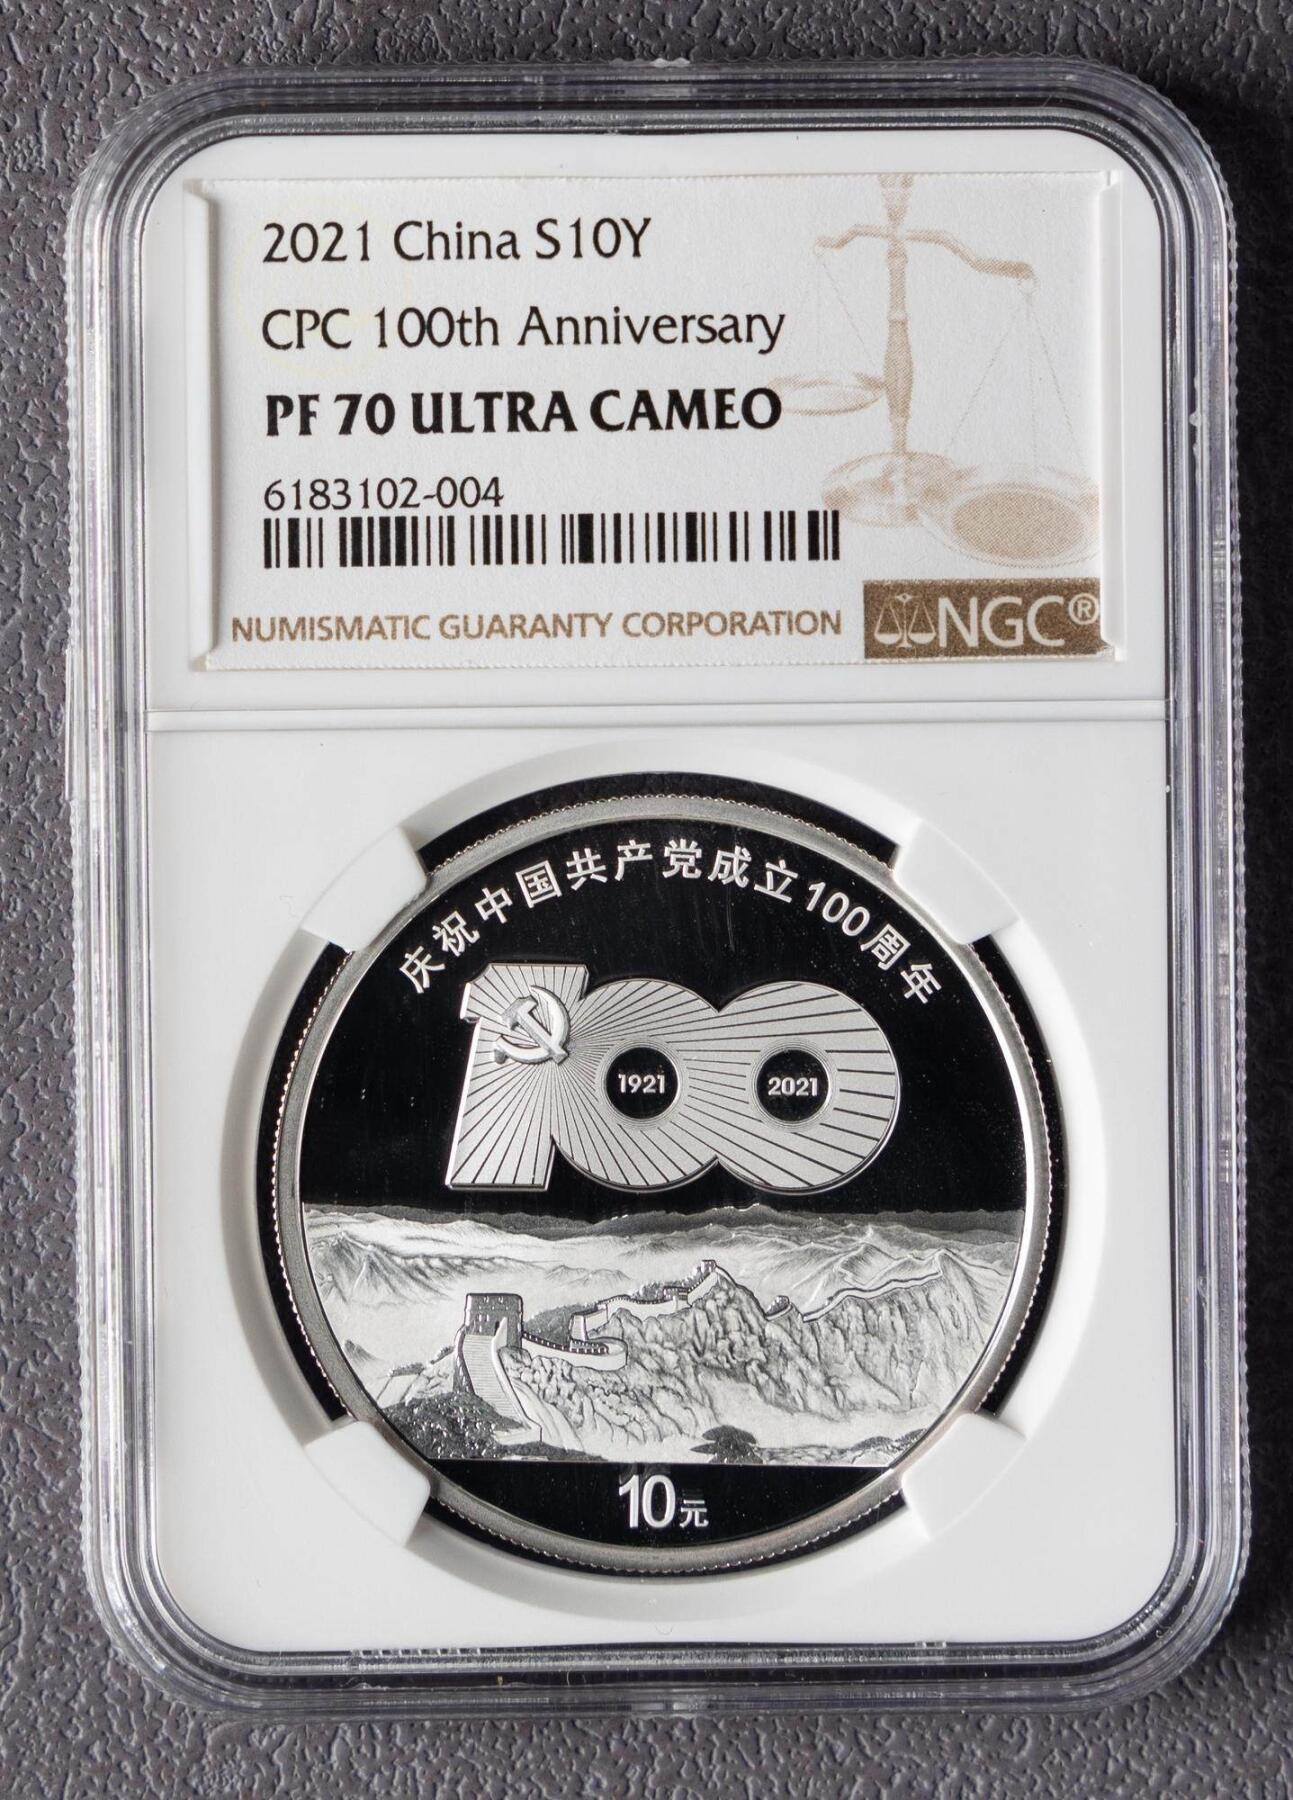 2021 China S10Y
CPC 100th Anniversary
PF 70 ULTRA CAMEO
6183102-004
NUMISMATIC GUARANTY CORPORATION
NGC®
庆祝中国共产党成立100周年
1921
2021
10元